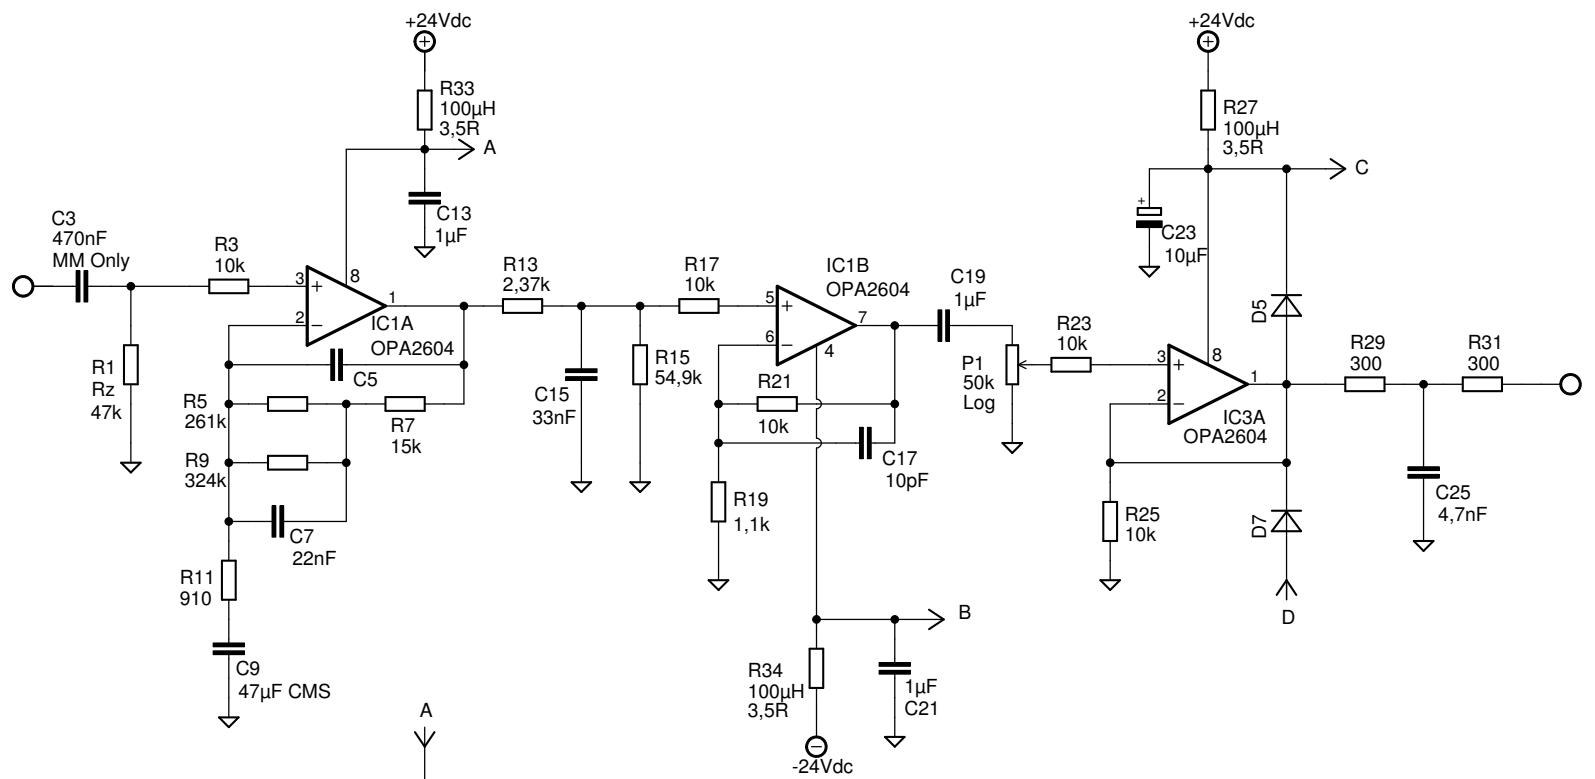 +24Vdc
R33
100µH
3,5R
A
C13
1µF
C3
470nF
MM Only
R3
10k
3
+
8
1
2
−
IC1A
OPA2604
R1
Rz
47k
C5
R5
261k
R7
15k
R9
324k
C7
22nF
R11
910
C9
47µF CMS
A
R13
2,37k
C15
33nF
R15
54,9k
R17
10k
IC1B
OPA2604
5
+
7
6
−
4
R21
10k
C17
10pF
R19
1,1k
B
R34
100µH
3,5R
1µF
C21
-24Vdc
C19
1µF
P1
50k
Log
R23
10k
+24Vdc
R27
100µH
3,5R
C
+
C23
10µF
D5
3
+
8
1
2
−
IC3A
OPA2604
R25
10k
D7
D
R29
300
R31
300
C25
4,7nF